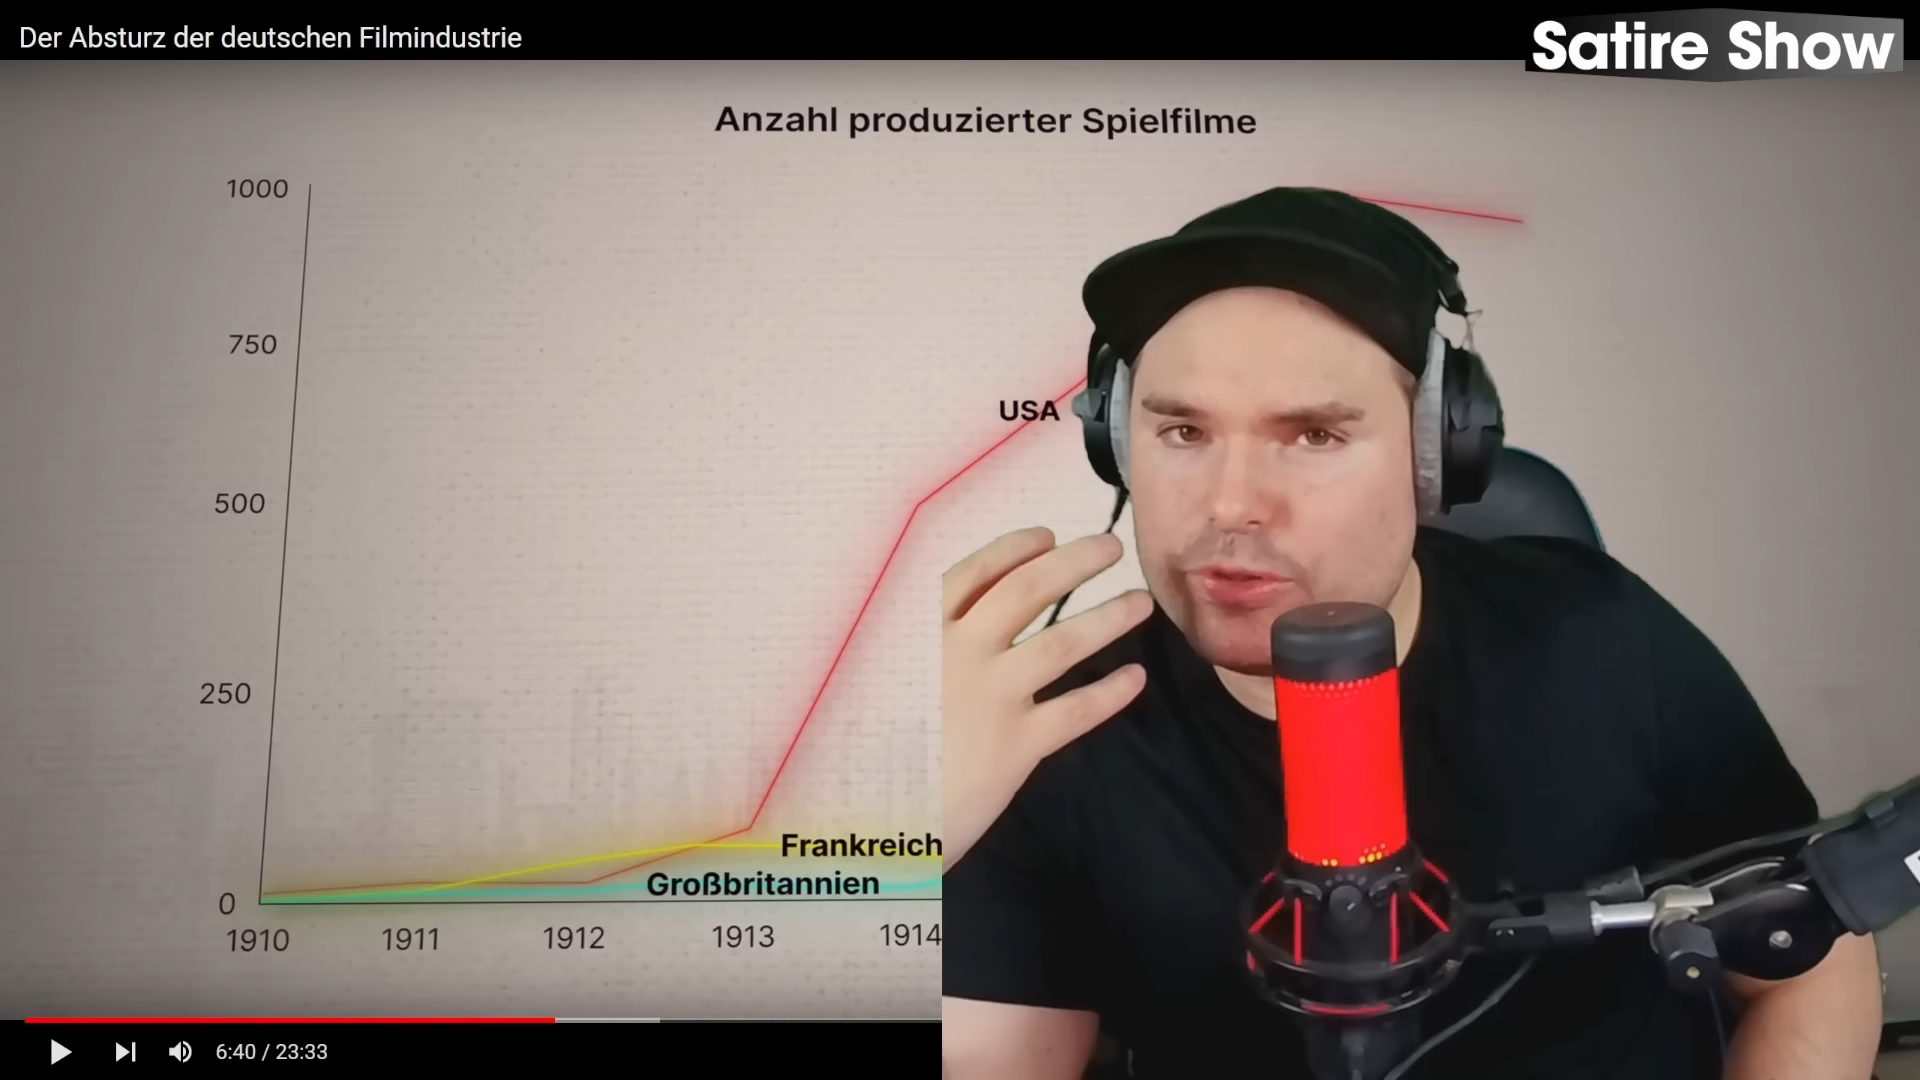 Der Absturz der deutschen Filmindustrie
Satire Show
Anzahl produzierter Spielfilme
1000
750
500
250
0
USA
Frankreich
Großbritannien
1910
1911
1912
1913
1914
6:40 / 23:33